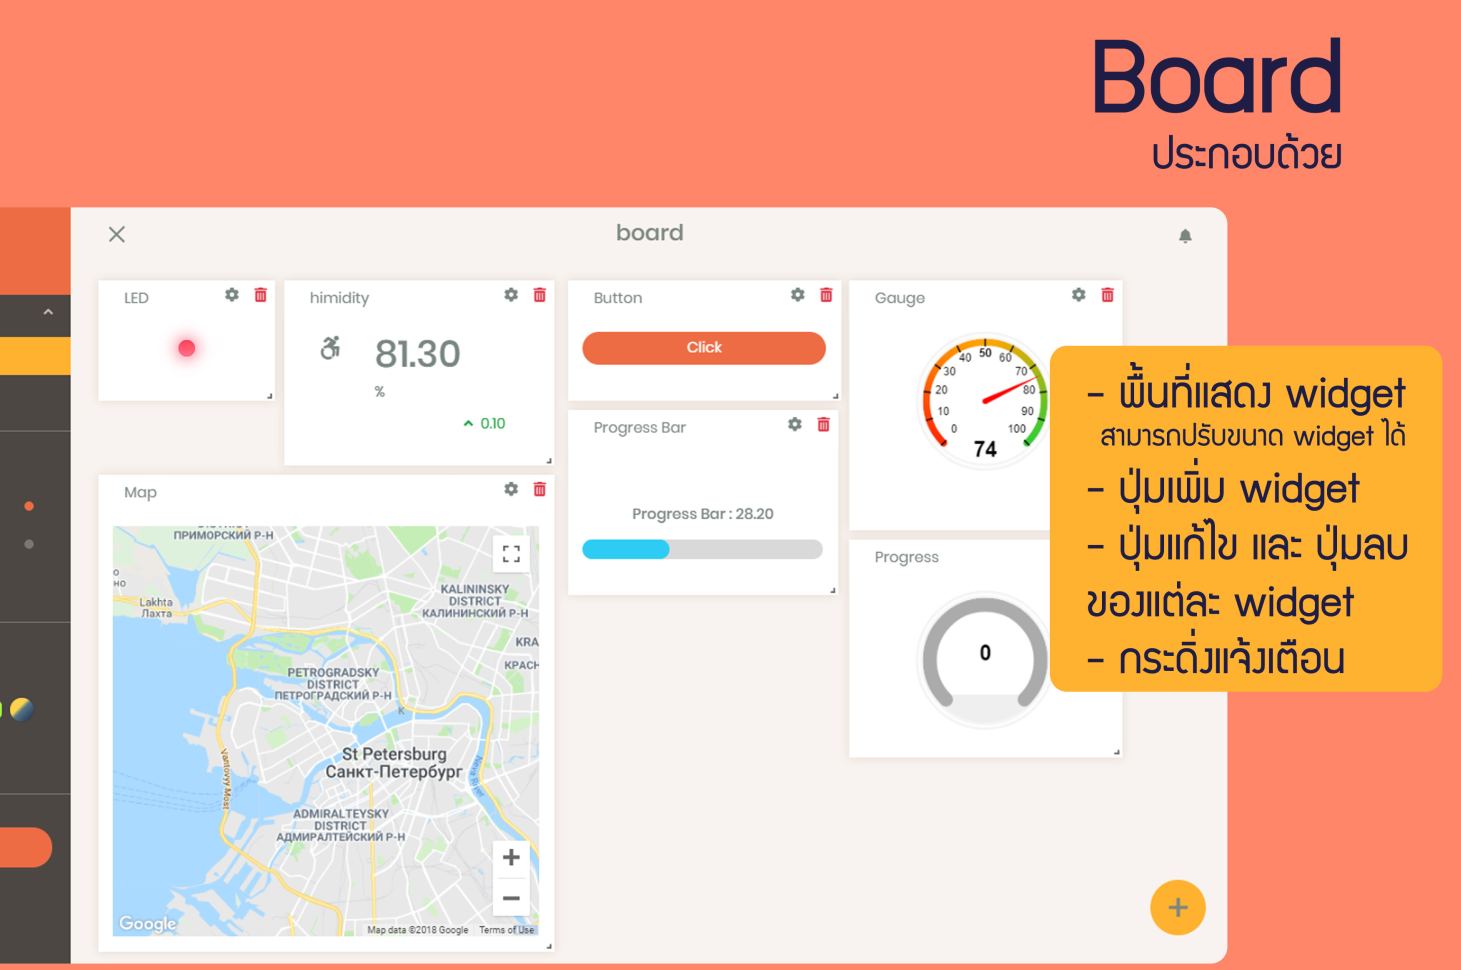 Board
ประกอบด้วย
board
LED
himidity
81.30
%
0.10
Button
Click
Gauge
0
10
20
30
40
50
60
70
80
90
100
74
Progress Bar
Progress Bar : 28.20
Progress
0
Map
ПРИМОРСКИЙ Р-Н
Lakhta
Лахта
KALININSKY
DISTRICT
КАЛИНИНСКИЙ Р-Н
KRA
КРАСН
PETROGRADSKY
DISTRICT
ПЕТРОГРАДСКИЙ Р-Н
St Petersburg
Санкт-Петербург
Vantovyy Most
ADMIRALTEYSKY
DISTRICT
АДМИРАЛТЕЙСКИЙ Р-Н
Google
Map data ©2018 Google Terms of Use
- พื้นที่แสดง widget
สามารถปรับขนาด widget ได้
- ปุ่มเพิ่ม widget
- ปุ่มแก้ไข และ ปุ่มลบ
ของแต่ละ widget
- กระดิ่งแจ้งเตือน